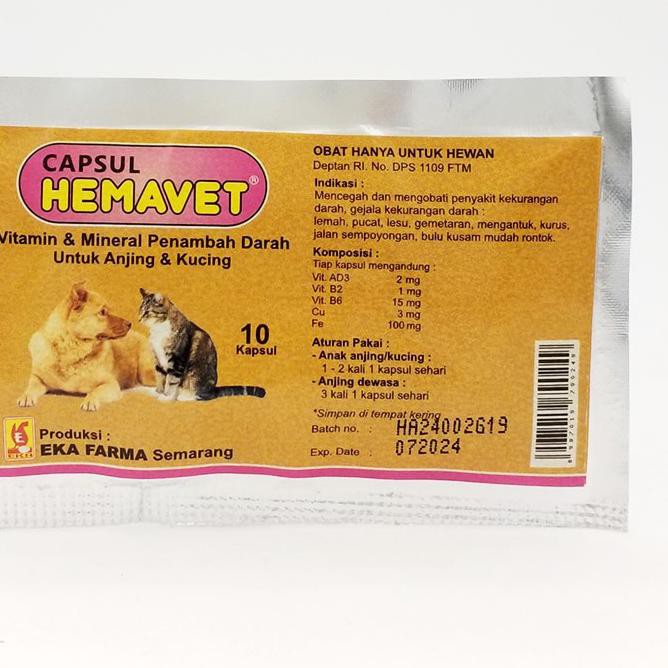 CAPSUL
HEMAVET®
Vitamin & Mineral Penambah Darah
Untuk Anjing & Kucing
10
Kapsul
EKA
Produksi :
EKA FARMA Semarang
OBAT HANYA UNTUK HEWAN
Deptan RI. No. DPS 1109 FTM
Indikasi :
Mencegah dan mengobati penyakit kekurangan
darah, gejala kekurangan darah :
lemah, pucat, lesu, gemetaran, mengantuk, kurus,
jalan sempoyongan, bulu kusam mudah rontok.
Komposisi :
Tiap kapsul mengandung :
Vit. AD3 2 mg
Vit. B2 1 mg
Vit. B6 15 mg
Cu 3 mg
Fe 100 mg
Aturan Pakai :
- Anak anjing/kucing :
1 - 2 kali 1 kapsul sehari
- Anjing dewasa :
3 kali 1 kapsul sehari
*Simpan di tempat kering
Batch no. : HA24002619
Exp. Date : 072024